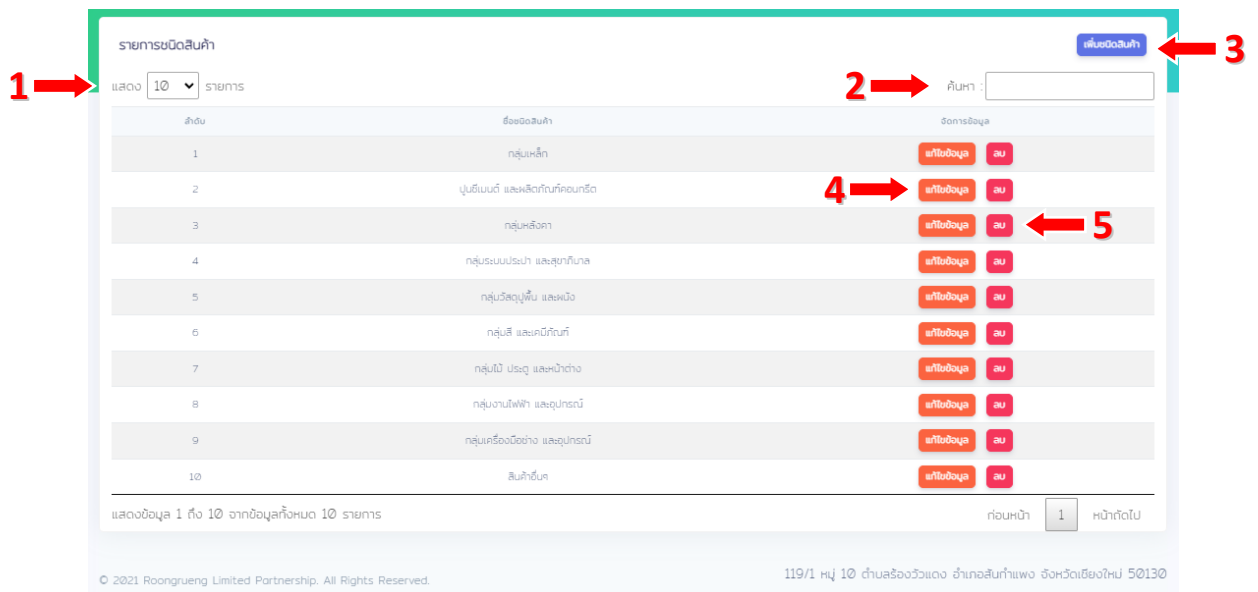 รายการชนิดสินค้า
เพิ่มชนิดสินค้า
3
1
แสดง 10 รายการ
2
ค้นหา :
ลำดับ ชื่อชนิดสินค้า จัดการข้อมูล
1 กลุ่มเหล็ก แก้ไขข้อมูล ลบ
2 ปูนซีเมนต์ และผลิตภัณฑ์คอนกรีต 4 แก้ไขข้อมูล ลบ
3 กลุ่มหลังคา แก้ไขข้อมูล ลบ 5
4 กลุ่มระบบประปา และสุขาภิบาล แก้ไขข้อมูล ลบ
5 กลุ่มวัสดุปูพื้น และผนัง แก้ไขข้อมูล ลบ
6 กลุ่มสี และเคมีภัณฑ์ แก้ไขข้อมูล ลบ
7 กลุ่มไม้ ประตู และหน้าต่าง แก้ไขข้อมูล ลบ
8 กลุ่มงานไฟฟ้า และอุปกรณ์ แก้ไขข้อมูล ลบ
9 กลุ่มเครื่องมือช่าง และอุปกรณ์ แก้ไขข้อมูล ลบ
10 สินค้าอื่นๆ แก้ไขข้อมูล ลบ
แสดงข้อมูล 1 ถึง 10 จากข้อมูลทั้งหมด 10 รายการ
ก่อนหน้า 1 หน้าถัดไป
© 2021 Roongrueng Limited Partnership. All Rights Reserved.
119/1 หมู่ 10 ตำบลร้องวัวแดง อำเภอสันกำแพง จังหวัดเชียงใหม่ 50130